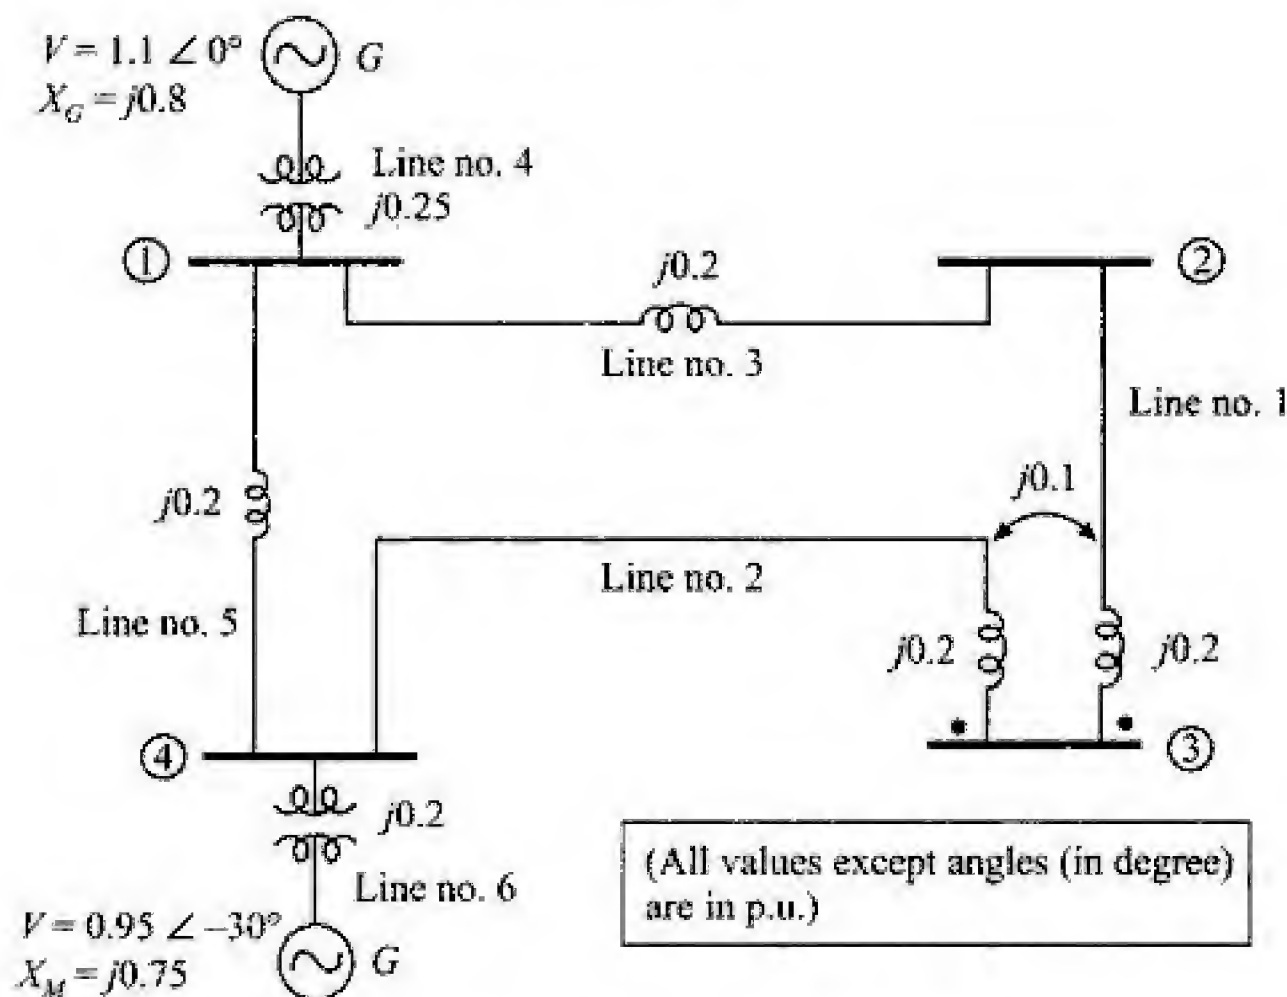 V = 1.1 ∠0° G
X_G = j0.8
Line no. 4
j0.25
① ②
j0.2
Line no. 3
Line no. 1
j0.1
j0.2
Line no. 2
Line no. 5
j0.2 j0.2
④ ③
j0.2
(All values except angles (in degree)
are in p.u.)
Line no. 6
V = 0.95 ∠–30° G
X_M = j0.75